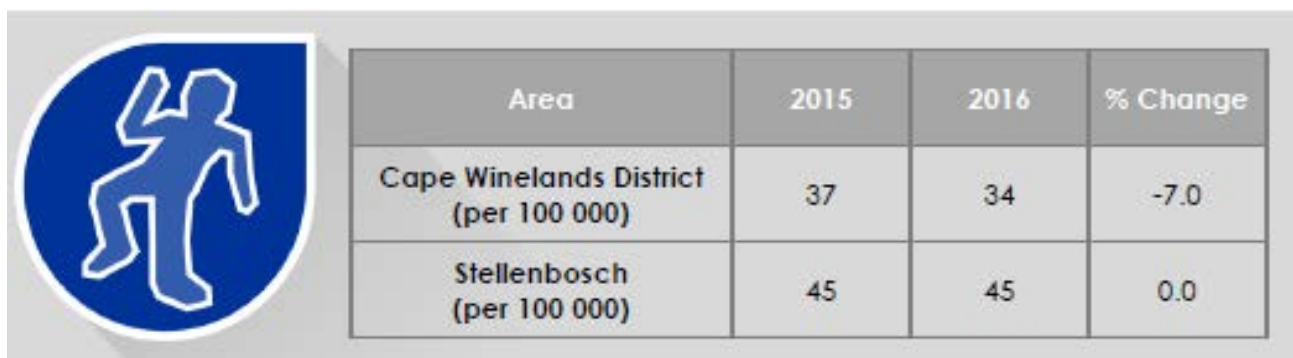 Area 2015 2016 % Change
Cape Winelands District
(per 100 000) 37 34 -7.0
Stellenbosch
(per 100 000) 45 45 0.0